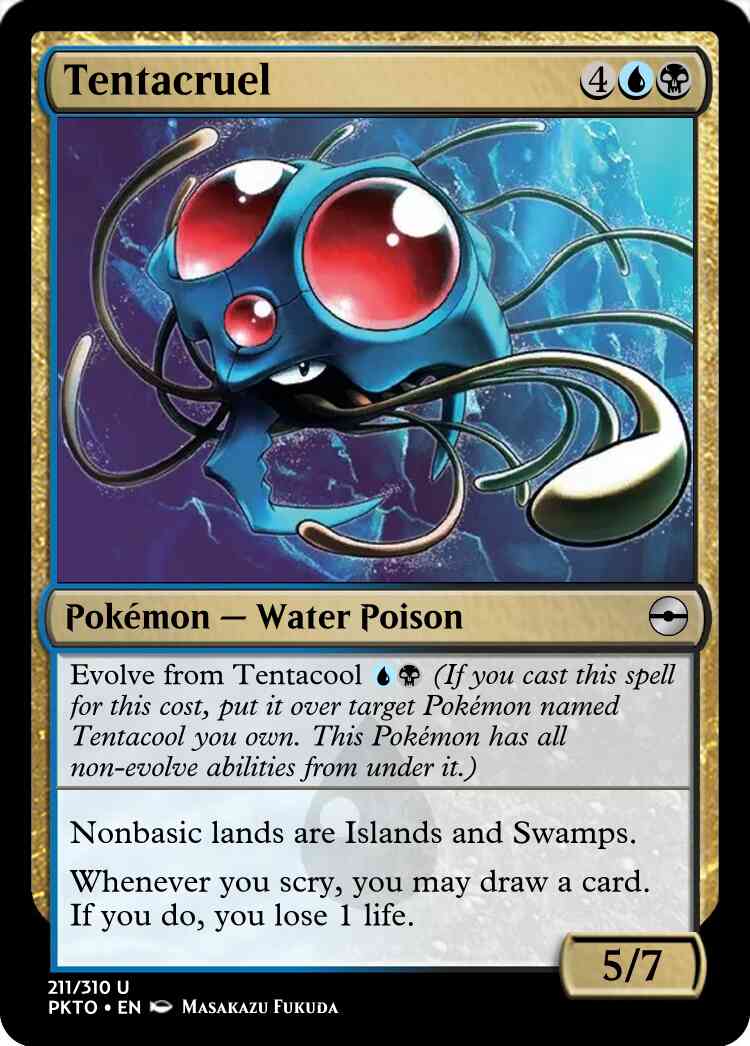 Tentacruel 4
Pokémon — Water Poison
Evolve from Tentacool (If you cast this spell
for this cost, put it over target Pokémon named
Tentacool you own. This Pokémon has all
non-evolve abilities from under it.)
Nonbasic lands are Islands and Swamps.
Whenever you scry, you may draw a card.
If you do, you lose 1 life.
5/7
211/310 U
PKTO • EN Masakazu Fukuda